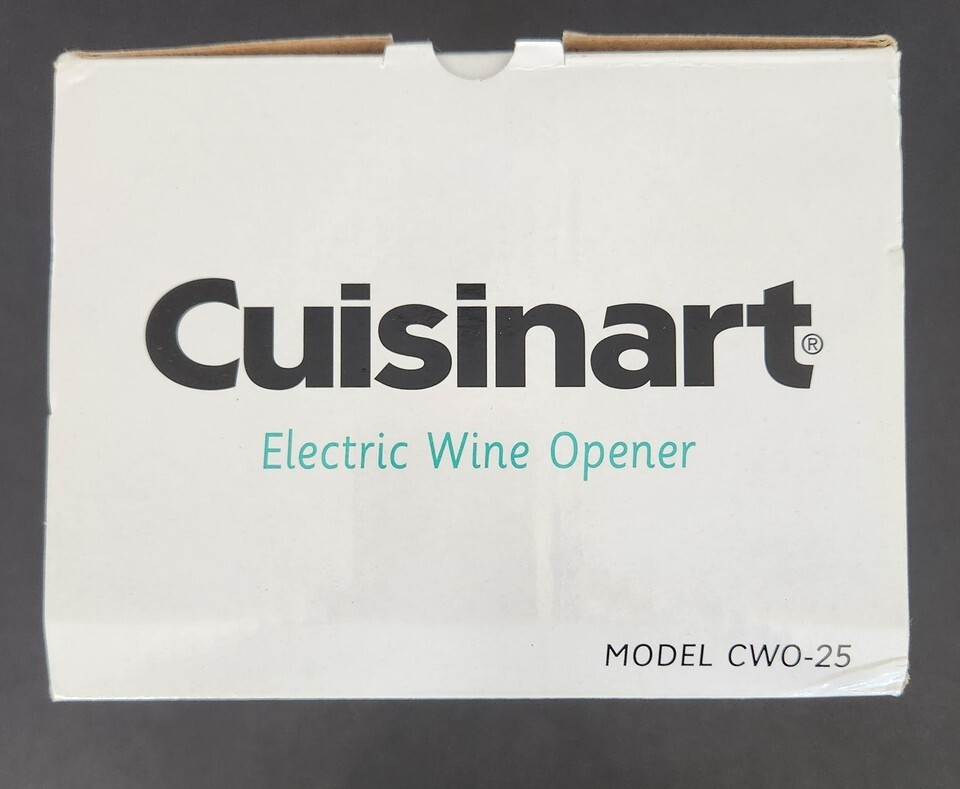 Cuisinart®
Electric Wine Opener
MODEL CWO-25